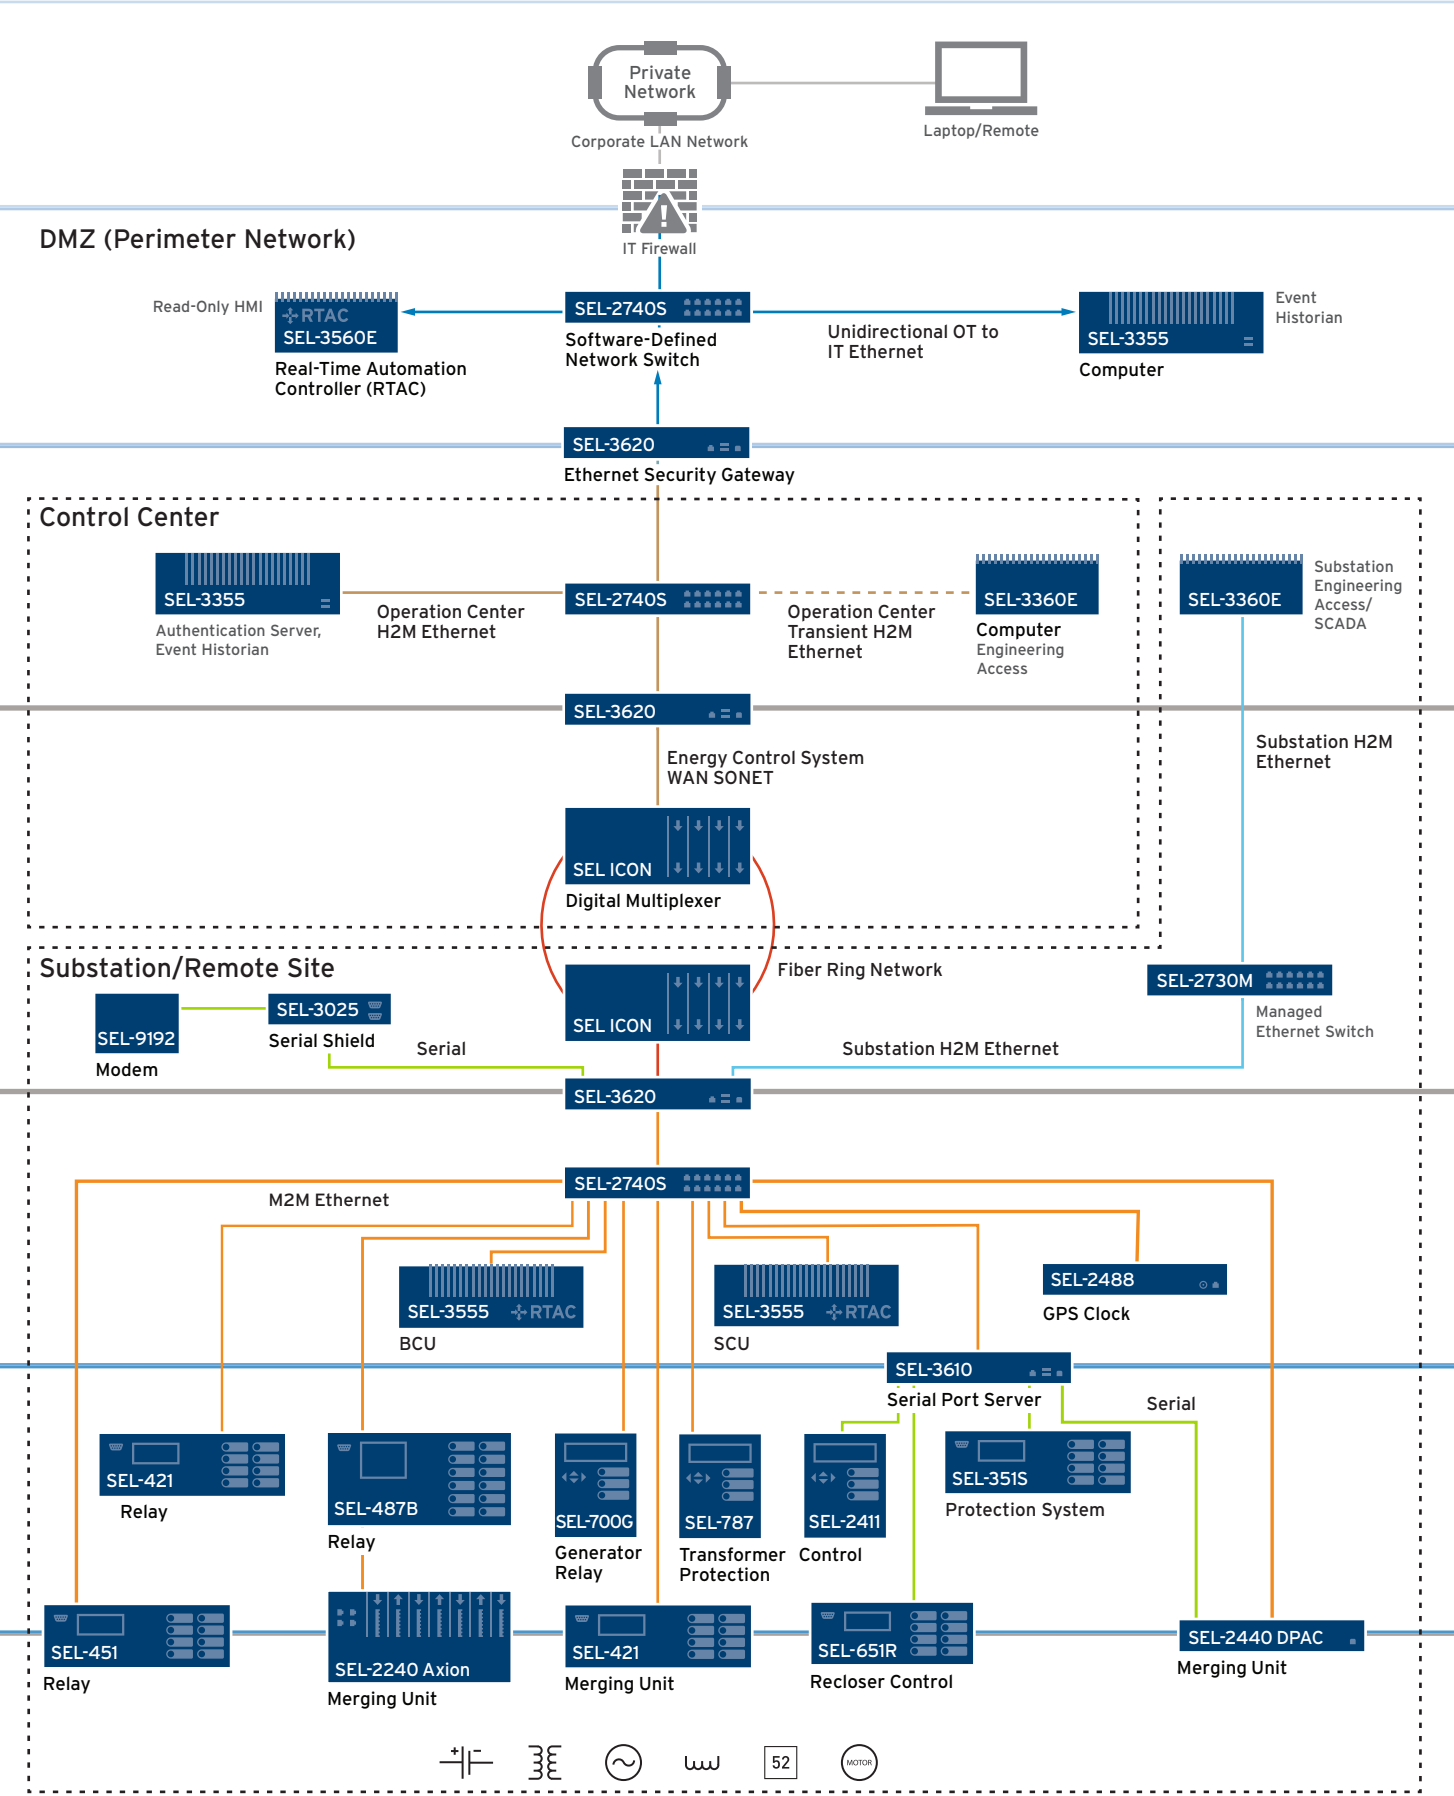 Private
Network
Laptop/Remote
Corporate LAN Network
IT Firewall
DMZ (Perimeter Network)
Read-Only HMI
RTAC
SEL-3560E
Real-Time Automation
Controller (RTAC)
SEL-2740S
Software-Defined
Network Switch
Unidirectional OT to
IT Ethernet
SEL-3355
Computer
Event
Historian
SEL-3620
Ethernet Security Gateway
Control Center
SEL-3355
Authentication Server,
Event Historian
Operation Center
H2M Ethernet
SEL-2740S
Operation Center
Transient H2M
Ethernet
SEL-3360E
Computer
Engineering
Access
SEL-3360E
Substation
Engineering
Access/
SCADA
SEL-3620
Energy Control System
WAN SONET
Substation H2M
Ethernet
SEL ICON
Digital Multiplexer
Substation/Remote Site
Fiber Ring Network
SEL-9192
Modem
SEL-3025
Serial Shield
Serial
SEL ICON
SEL-2730M
Managed
Ethernet Switch
Substation H2M Ethernet
SEL-3620
SEL-2740S
M2M Ethernet
SEL-3555
RTAC
BCU
SEL-3555
RTAC
SCU
SEL-2488
GPS Clock
SEL-3610
Serial Port Server
Serial
SEL-421
Relay
SEL-487B
Relay
SEL-700G
Generator
Relay
SEL-787
Transformer
Protection
SEL-2411
Control
SEL-351S
Protection System
SEL-451
Relay
SEL-2240 Axion
Merging Unit
SEL-421
Merging Unit
SEL-651R
Recloser Control
SEL-2440 DPAC
Merging Unit
52
MOTOR